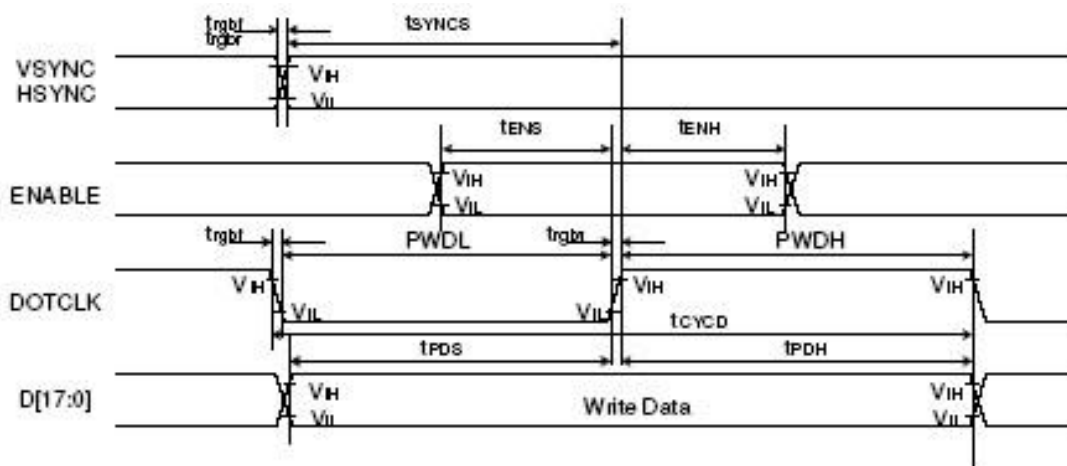 trgbf
trgbr
tSYNCS
VSYNC
HSYNC
VIH
VIL
tENS
tENH
ENABLE
VIH
VIL
VIH
VIL
trgbf
PWDL
trgbr
PWDH
DOTCLK
VIH
VIL
VIL
VIH
VIH
tCYCD
tPDS
tPDH
D[17:0]
VIH
VIL
Write Data
VIH
VIL